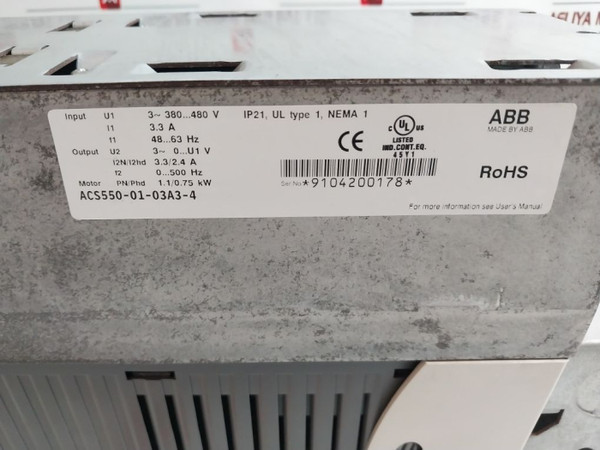 Input U1 3~ 380...480 V IP21, UL type 1, NEMA 1
I1 3.3 A
f1 48...63 Hz
Output U2 3~ 0...U1 V
I2N/I2hd 3.3/2.4 A
f2 0...500 Hz
Motor PN/Phd 1.1/0.75 kW
ACS550-01-03A3-4
CE
c UL us
LISTED
IND.CONT.EQ.
45Y1
Ser.No *9104200178*
ABB
MADE BY ABB
RoHS
For more information see User's Manual